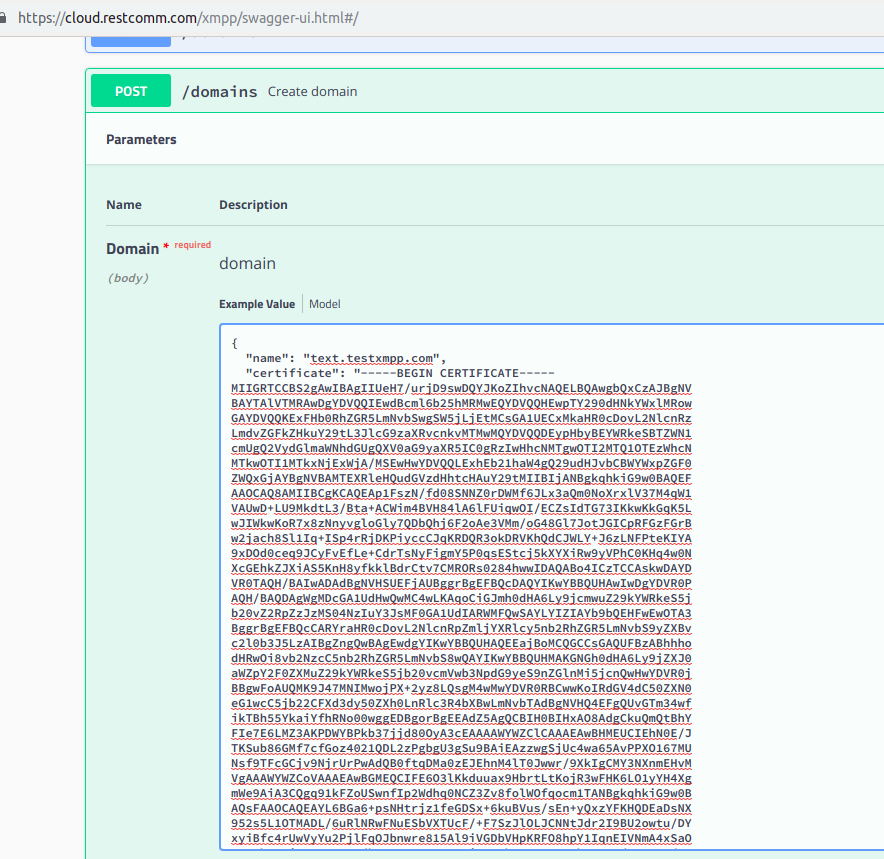 https://cloud.restcomm.com/xmpp/swagger-ui.html#/
POST /domains Create domain
Parameters
Name Description
Domain * required
(body)
domain
Example Value Model
{
"name": "text.testxmpp.com",
"certificate": "-----BEGIN CERTIFICATE-----
MIIGRTCCBS2gAwIBAgIIUeH7/urjD9swDQYJKoZIhvcNAQELBQAwgbQxCzAJBgNV
BAYTAlVTMRAwDgYDVQQIEwdBcml6b25hMRMwEQYDVQQHEwpTY290dHNkYWxlMRow
GAYDVQQKExFHb0RhZGR5LmNvbSwgSW5jLjEtMCsGA1UECxMkaHR0cDovL2NlcnRz
LmdvZGFkZHkuY29tL3JlcG9zaXRvcnkvMTMwMQYDVQQDEypHbyBEYWRkeSBTZWN1
cmUgQ2VydGlmaWNhdGUgQXV0aG9yaXR5IC0gRzIwHhcNMTgwOTI2MTQ1OTEzWhcN
MTkwOTI1MTkxNjExWjA/MSEwHwYDVQQLExhEb21haW4gQ29udHJvbCBWYWxpZGF0
ZWQxGjAYBgNVBAMTEXRleHQudGVzdHhtcHAuY29tMIIBIjANBgkqhkiG9w0BAQEF
AAOCAQ8AMIIBCgKCAQEAp1FszN/fd08SNNZ0rDWMf6JLx3aQm0NoXrxlV37M4qW1
VAUwD+LU9MkdtL3/Bta+ACWim4BVH84lA6lFUiqwOI/ECZsIdTG73IKkwKkGqK5L
wJIWkwKoR7x8zNnyvgloGly7QDbQhj6F2oAe3VMm/oG48Gl7JotJGICpRFGzFGrB
w2jach8Sl1Iq+ISp4rRjDKPiyccCJqKRDQR3okDRVKhQdCJWLY+J6zLNFPteKIYA
9xDOd0ceq9JCyFvEfLe+CdrTsNyFigmY5P0qsEStcj5kXYXiRw9yVPhC0KHq4w0N
XcGEhkZJXiAS5KnH8yfkklBdrCtv7CMRORs0284hwwIDAQABo4ICzTCCAskwDAYD
VR0TAQH/BAIwADAdBgNVHSUEFjAUBggrBgEFBQcDAQYIKwYBBQUHAwIwDgYDVR0P
AQH/BAQDAgWgMDcGA1UdHwQwMC4wLKAqoCiGJmh0dHA6Ly9jcmwuZ29kYWRkeS5j
b20vZ2RpZzJzMS04NzIuY3JsMF0GA1UdIARWMFQwSAYLYIZIAYb9bQEHFwEwOTA3
BggrBgEFBQcCARYraHR0cDovL2NlcnRpZmljYXRlcy5nb2RhZGR5LmNvbS9yZXBv
c2l0b3J5LzAIBgZngQwBAgEwdgYIKwYBBQUHAQEEajBoMCQGCCsGAQUFBzABhhho
dHRwOi8vb2NzcC5nb2RhZGR5LmNvbS8wQAYIKwYBBQUHMAKGNGh0dHA6Ly9jZXJ0
aWZpY2F0ZXMuZ29kYWRkeS5jb20vcmVwb3NpdG9yeS9nZGlnMi5jcnQwHwYDVR0j
BBgwFoAUQMK9J47MNIMwojPX+2yz8LQsgM4wMwYDVR0RBCwwKoIRdGV4dC50ZXN0
eG1wcC5jb22CFXd3dy50ZXh0LnRlc3R4bXBwLmNvbTAdBgNVHQ4EFgQUvGTm34wf
ikTBh55YkaiYfhRNo00wggEDBgorBgEEAdZ5AgQCBIH0BIHxAO8AdgCkuQmQtBhY
FIe7E6LMZ3AKPDWYBPkb37jjd80OyA3cEAAAAWYWZClCAAAEAwBHMEUCIEhN0E/J
TKSub86GMf7cfGoz4021QDL2zPgbgU3gSu9BAiEAzzwgSjUc4wa65AvPPXO167MU
Nsf9TFcGCjv9NjrUrPwAdQB0ftqDMa0zEJEhnM4lT0Jwwr/9XkIgCMY3NXnmEHvM
VgAAAWYWZCoVAAAEAwBGMEQCIFE6O3lKkduuax9HbrtLtKojR3wFHK6LO1yYH4Xg
mWe9AiA3CQgq91kFZoUSwnfIp2Wdhq0NCZ3Zv8folWOfqocm1TANBgkqhkiG9w0B
AQsFAAOCAQEAYL6BGa6+psNHtrjz1feGDSx+6kuBVus/sEn+yQxzYFKHQDEaDsNX
952s5L1OTMADL/6uRlNRwFNuESbVXTUcF/+F7SzJlOLJCNNtJdr2I9BU2owtu/DY
xyiBfc4rUwVyYu2PjlFqOJbnwre815Al9iVGDbVHpKRFO8hpY1IqnEIVNmA4xSaO